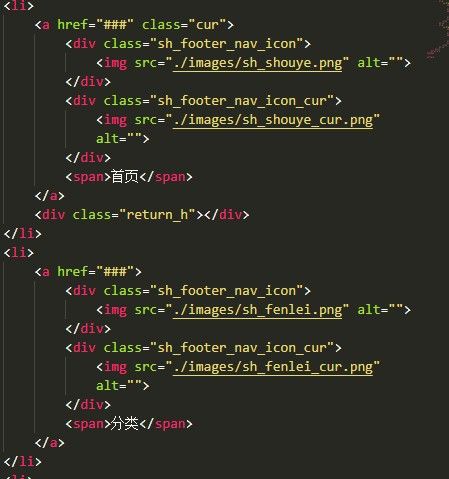 <li>
<a href="###" class="cur">
<div class="sh_footer_nav_icon">
<img src="./images/sh_shouye.png" alt="">
</div>
<div class="sh_footer_nav_icon_cur">
<img src="./images/sh_shouye_cur.png"
alt="">
</div>
<span>首页</span>
</a>
<div class="return_h"></div>
</li>
<li>
<a href="###">
<div class="sh_footer_nav_icon">
<img src="./images/sh_fenlei.png" alt="">
</div>
<div class="sh_footer_nav_icon_cur">
<img src="./images/sh_fenlei_cur.png"
alt="">
</div>
<span>分类</span>
</a>
</li>